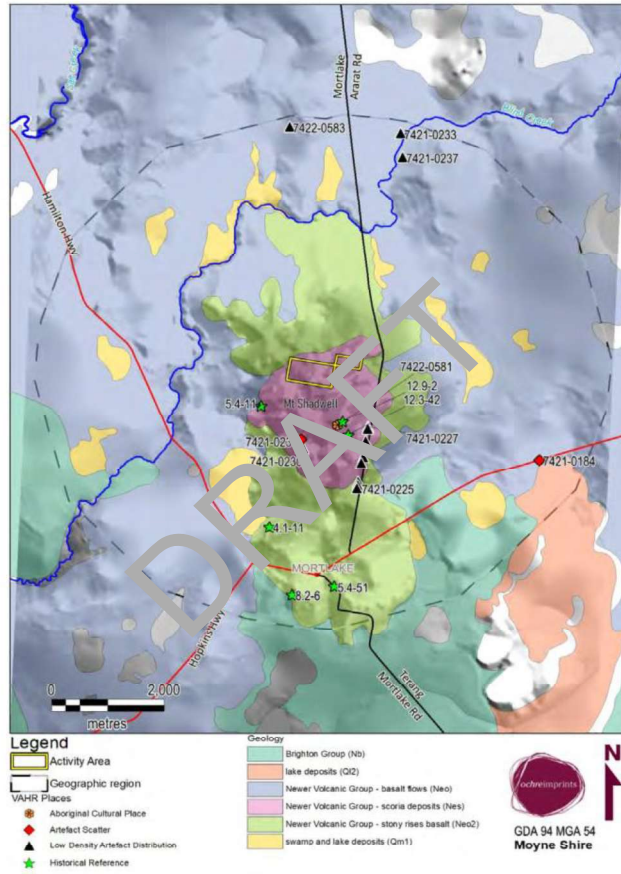 Mortlake
Ararat Rd
7422-0583
7421-0233
7421-0237
Hamilton Hwy
7422-0581
12.9-2
12.3-42
5.4-11
Mt Shadwell
7421-0227
7421-0184
7421-0225
4.1-11
MORTLAKE
5.4-51
8.2-6
Hopkins Hwy
Terang
Mortlake Rd
DRAFT
0 2,000
metres
Legend
Activity Area
Geographic region
VAHR Places
Aboriginal Cultural Place
Artefact Scatter
Low Density Artefact Distribution
Historical Reference
Geology
Brighton Group (Nb)
lake deposits (Ql2)
Newer Volcanic Group - basalt flows (Neo)
Newer Volcanic Group - scoria deposits (Nes)
Newer Volcanic Group - stony rises basalt (Neo2)
swamp and lake deposits (Qm1)
ochreimprints
N
GDA 94 MGA 54
Moyne Shire